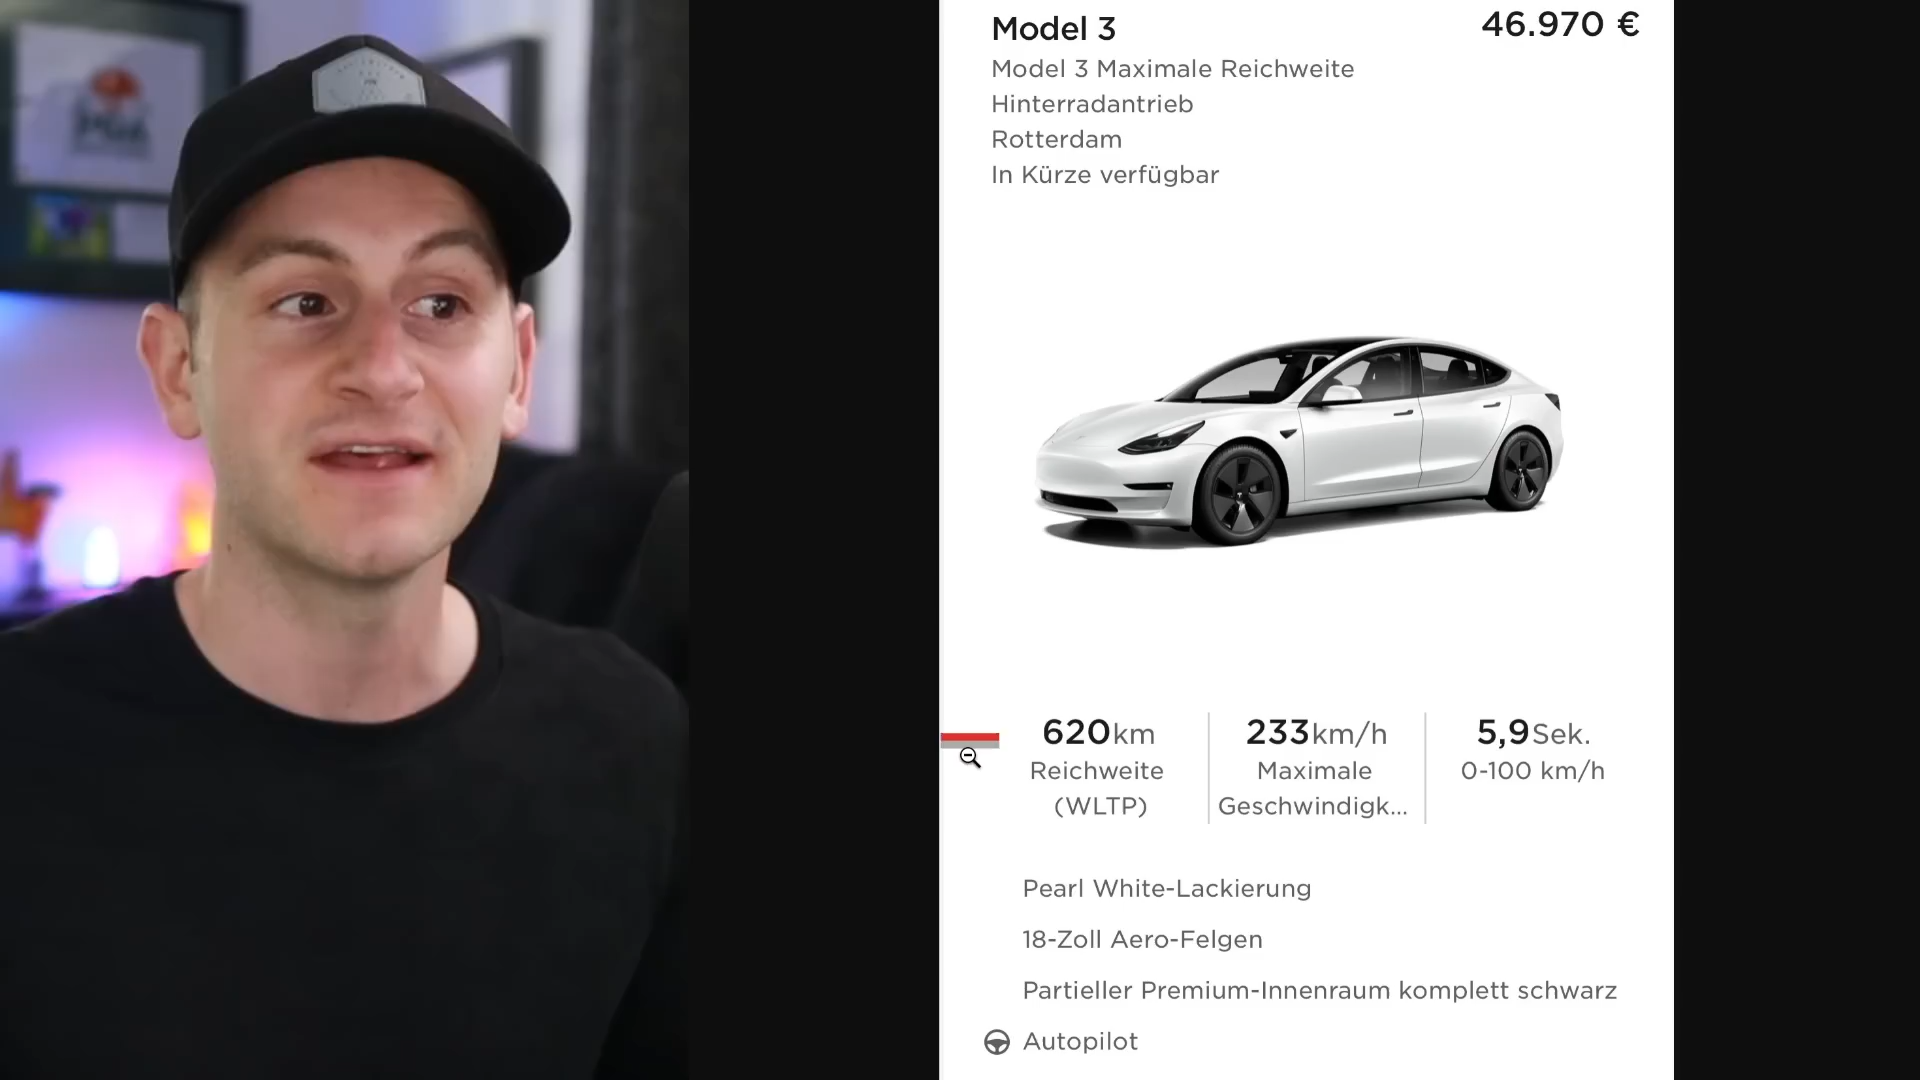 PGA
Model 3
46.970 €
Model 3 Maximale Reichweite
Hinterradantrieb
Rotterdam
In Kürze verfügbar
620km
Reichweite
(WLTP)
233km/h
Maximale
Geschwindigk...
5,9Sek.
0-100 km/h
Pearl White-Lackierung
18-Zoll Aero-Felgen
Partieller Premium-Innenraum komplett schwarz
Autopilot